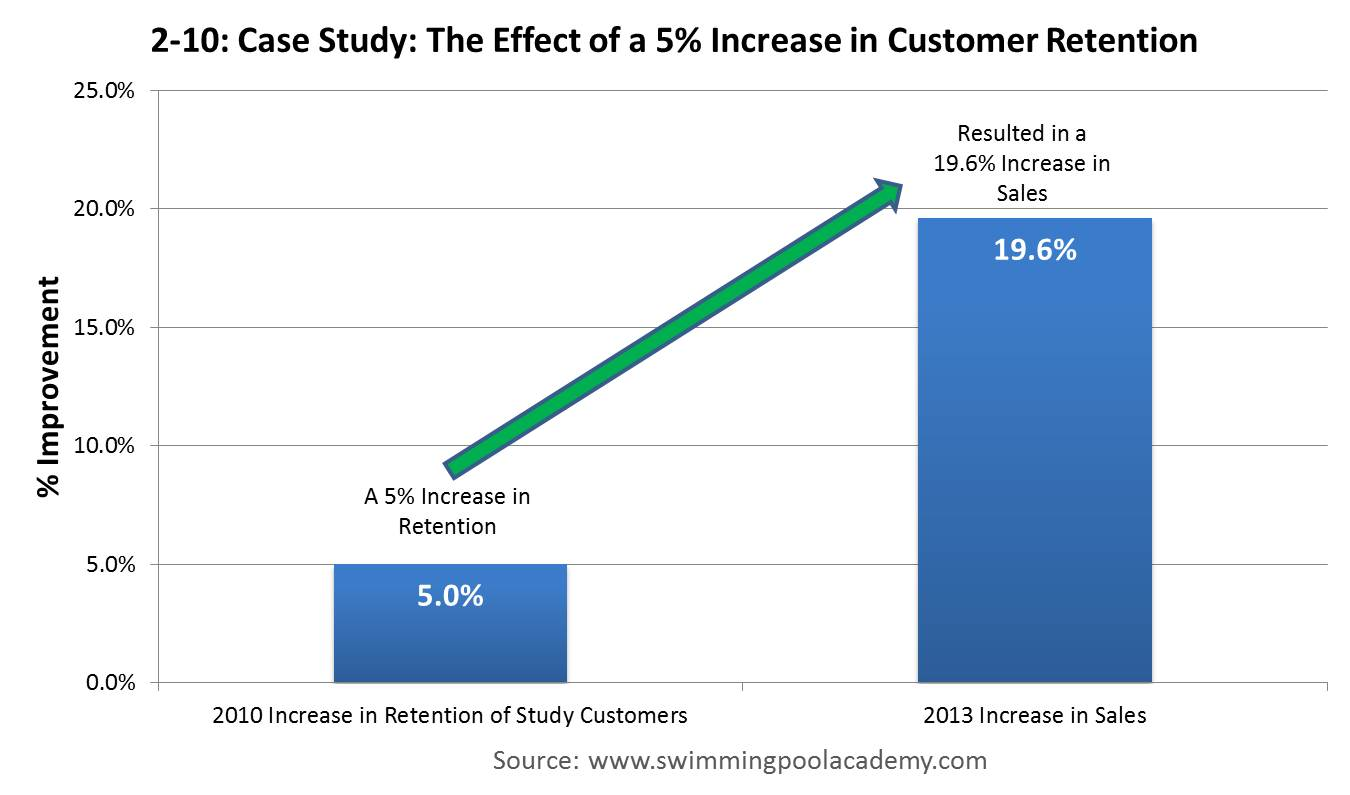 2-10: Case Study: The Effect of a 5% Increase in Customer Retention
25.0%
20.0%
15.0%
10.0%
5.0%
0.0%
% Improvement
A 5% Increase in
Retention
5.0%
Resulted in a
19.6% Increase in
Sales
19.6%
2010 Increase in Retention of Study Customers
2013 Increase in Sales
Source: www.swimmingpoolacademy.com